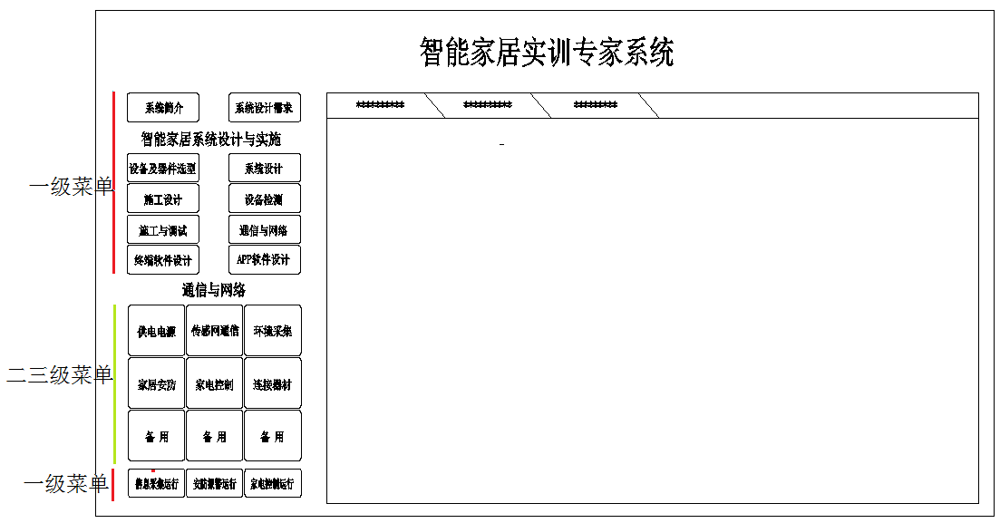 智能家居实训专家系统
系统简介 系统设计需求
********* ********* ********
智能家居系统设计与实施
设备及器件选型 系统设计
一级菜单
施工设计 设备检测
施工与调试 通信与网络
终端软件设计 APP软件设计
通信与网络
供电电源 传感网通信 环境采集
二三级菜单
家居安防 家电控制 连接器材
备 用 备 用 备 用
一级菜单
信息采集运行 安防报警运行 家电控制运行